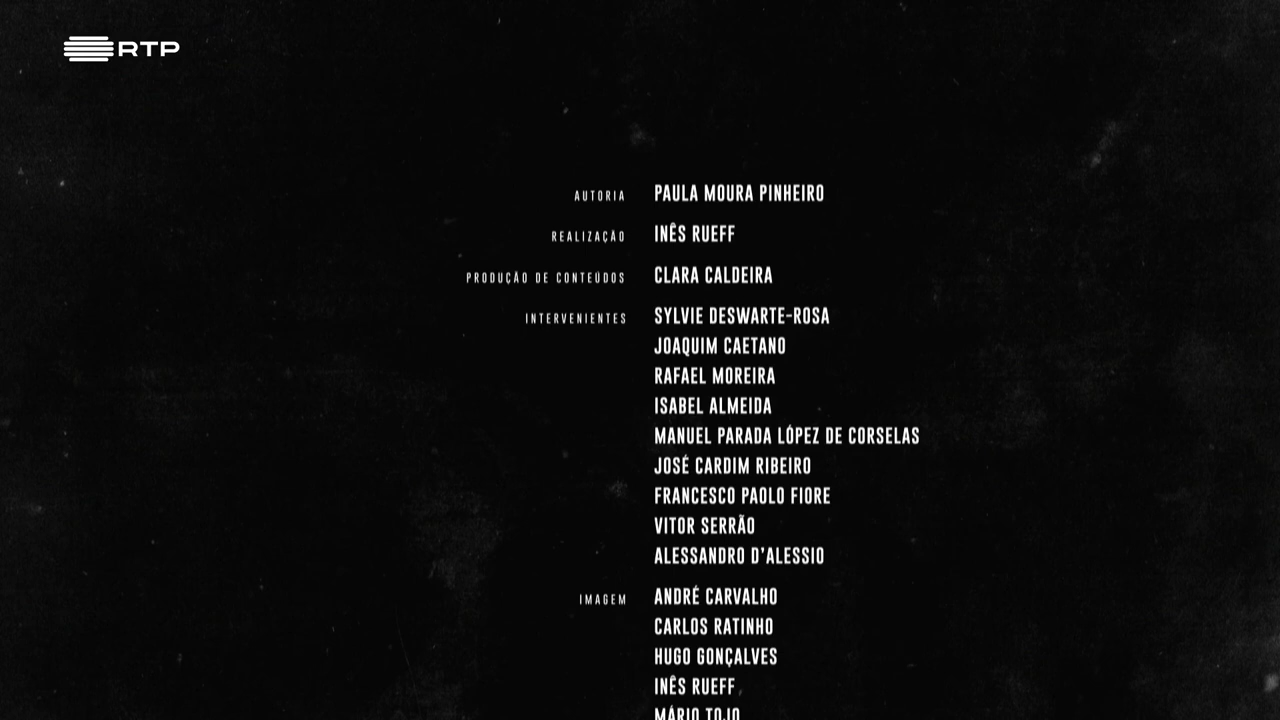 RTP
AUTORIA PAULA MOURA PINHEIRO
REALIZAÇÃO INÊS RUEFF
PRODUÇÃO DE CONTEÚDOS CLARA CALDEIRA
INTERVENIENTES SYLVIE DESWARTE-ROSA
JOAQUIM CAETANO
RAFAEL MOREIRA
ISABEL ALMEIDA
MANUEL PARADA LÓPEZ DE CORSELAS
JOSÉ CARDIM RIBEIRO
FRANCESCO PAOLO FIORE
VITOR SERRÃO
ALESSANDRO D'ALESSIO
IMAGEM ANDRÉ CARVALHO
CARLOS RATINHO
HUGO GONÇALVES
INÊS RUEFF
MÁRIO TOJO